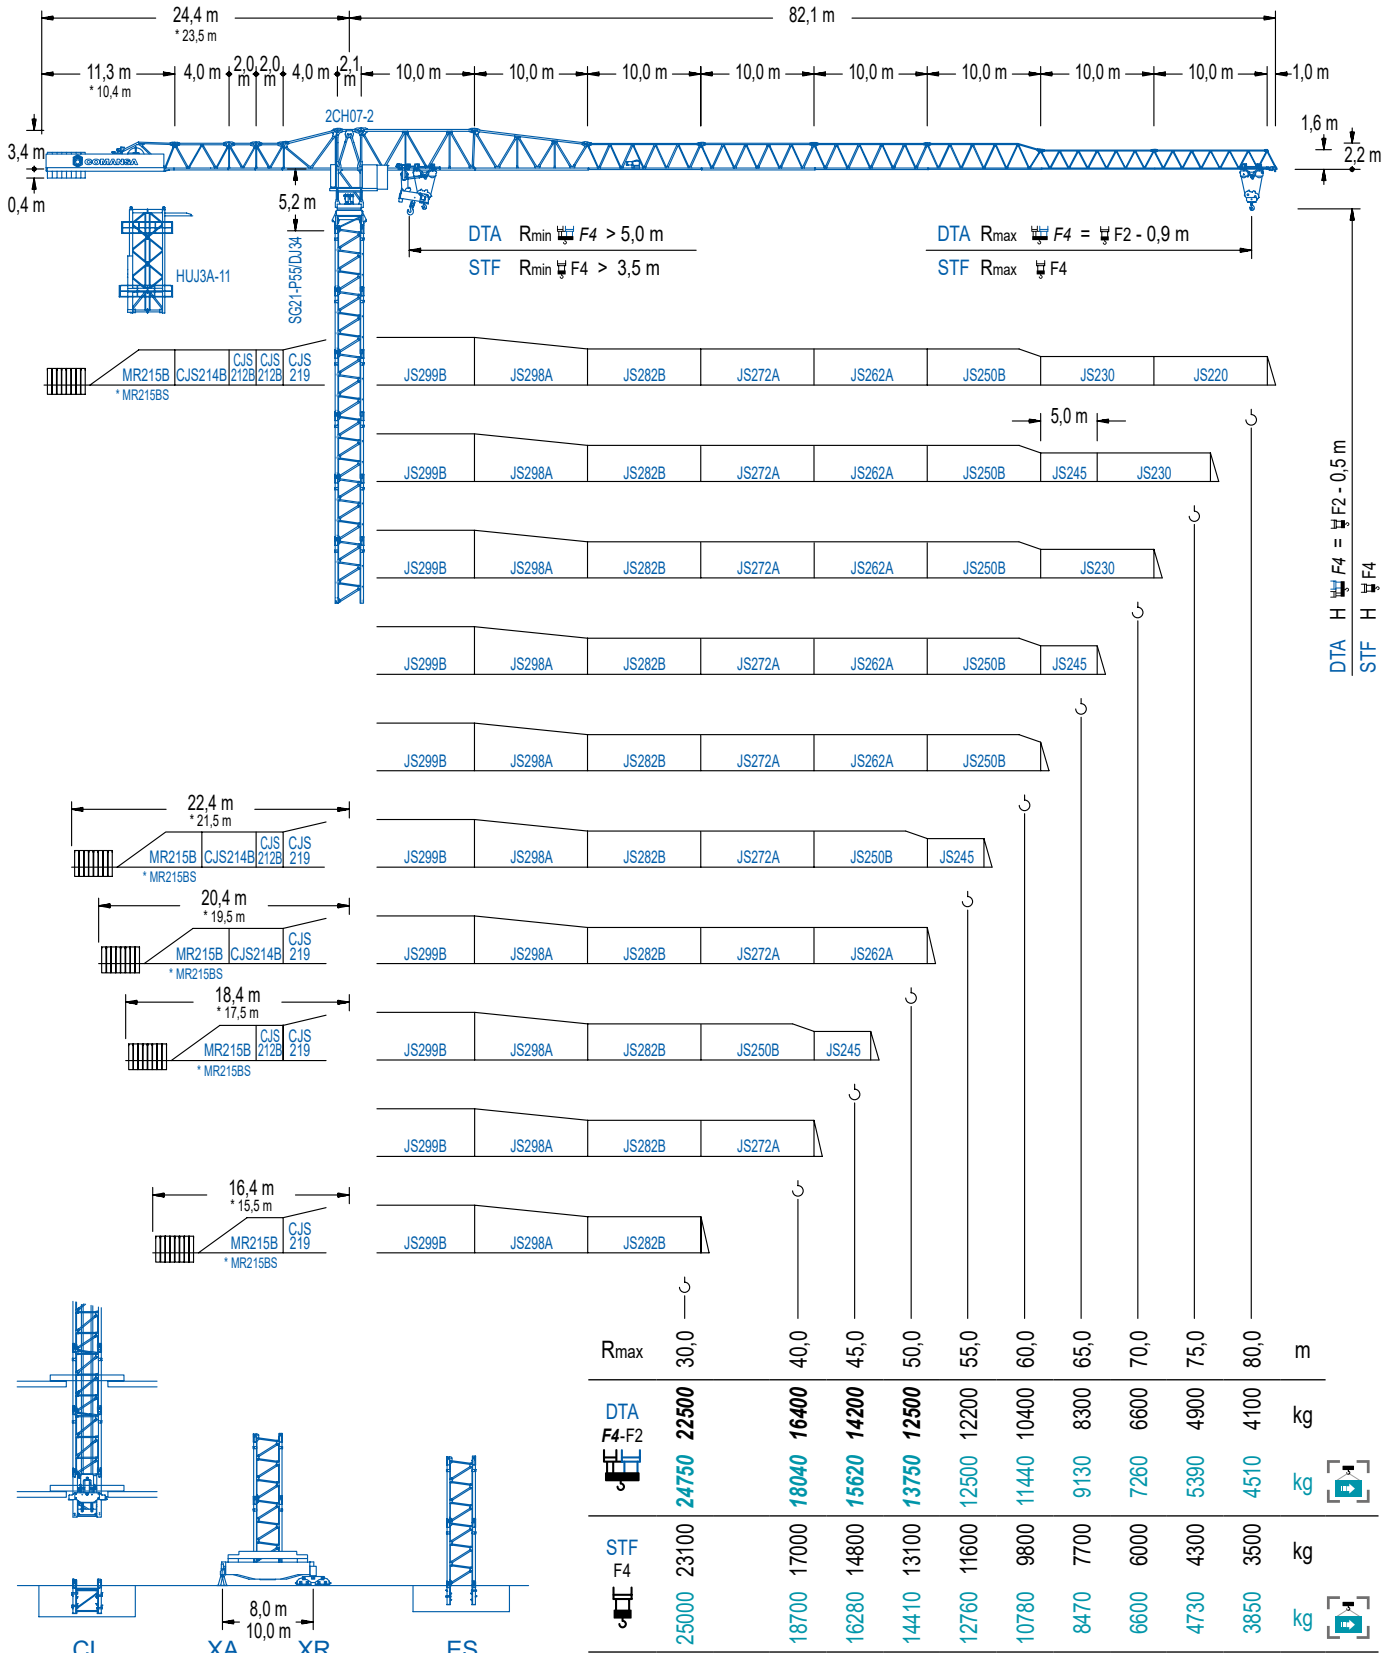 24,4 m
* 23,5 m
82,1 m
11,3 m
* 10,4 m
4,0 m
2,0 m
2,0 m
4,0 m
2,1 m
10,0 m
10,0 m
10,0 m
10,0 m
10,0 m
10,0 m
10,0 m
10,0 m
1,0 m
2CH07-2
COMANSA
3,4 m
0,4 m
1,6 m
2,2 m
5,2 m
SG21-P55/DJ34
HUJ3A-11
DTA Rmin F4 > 5,0 m
STF Rmin F4 > 3,5 m
DTA Rmax F4 = F2 - 0,9 m
STF Rmax F4
DTA H F4 = F2 - 0,5 m
STF H F4
MR215B CJS214B CJS 212B CJS 212B CJS 219
* MR215BS
JS299B JS298A JS282B JS272A JS262A JS250B JS230 JS220
5,0 m
JS299B JS298A JS282B JS272A JS262A JS250B JS245 JS230
JS299B JS298A JS282B JS272A JS262A JS250B JS230
JS299B JS298A JS282B JS272A JS262A JS250B JS245
JS299B JS298A JS282B JS272A JS262A JS250B
22,4 m
* 21,5 m
MR215B CJS214B CJS 212B CJS 219
* MR215BS
JS299B JS298A JS282B JS272A JS250B JS245
20,4 m
* 19,5 m
MR215B CJS214B CJS 219
* MR215BS
JS299B JS298A JS282B JS272A JS262A
18,4 m
* 17,5 m
MR215B CJS 212B CJS 219
* MR215BS
JS299B JS298A JS282B JS250B JS245
JS299B JS298A JS282B JS272A
16,4 m
* 15,5 m
MR215B CJS 219
* MR215BS
JS299B JS298A JS282B
Rmax 30,0 40,0 45,0 50,0 55,0 60,0 65,0 70,0 75,0 80,0 m
DTA 22500 16400 14200 12500 12200 10400 8300 6600 4900 4100 kg
F4-F2
24750 18040 15620 13750 12500 11440 9130 7260 5390 4510 kg
STF 23100 17000 14800 13100 11600 9800 7700 6000 4300 3500 kg
F4
25000 18700 16280 14410 12760 10780 8470 6600 4730 3850 kg
8,0 m
10,0 m
XA XR